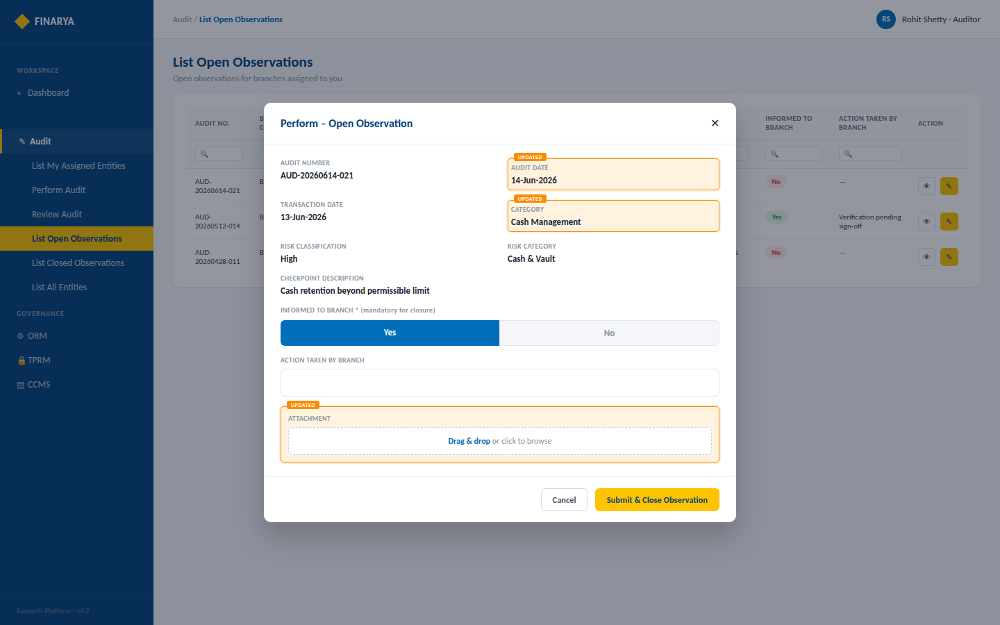 FINARYA
WORKSPACE
Dashboard
Audit
List My Assigned Entities
Perform Audit
Review Audit
List Open Observations
List Closed Observations
List All Entities
GOVERNANCE
ORM
TPRM
CCMS
Samarth Platform · v4.2
Audit / List Open Observations
RS
Rohit Shetty · Auditor
List Open Observations
Open observations for branches assigned to you
AUDIT NO.
INFORMED TO
BRANCH
ACTION TAKEN BY
BRANCH
ACTION
AUD-
20260614-021
No
—
AUD-
20260512-014
Yes
Verification pending
sign-off
AUD-
20260428-011
No
—
Perform – Open Observation
AUDIT NUMBER
AUD-20260614-021
UPDATED
AUDIT DATE
14-Jun-2026
TRANSACTION DATE
13-Jun-2026
UPDATED
CATEGORY
Cash Management
RISK CLASSIFICATION
High
RISK CATEGORY
Cash & Vault
CHECKPOINT DESCRIPTION
Cash retention beyond permissible limit
INFORMED TO BRANCH * (mandatory for closure)
Yes
No
ACTION TAKEN BY BRANCH
UPDATED
ATTACHMENT
Drag & drop or click to browse
Cancel
Submit & Close Observation